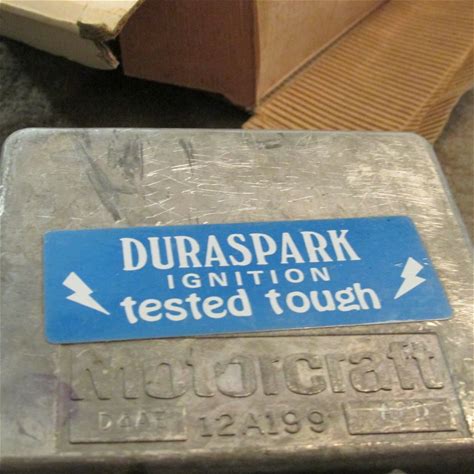 DURASPARK
IGNITION
tested tough
Motorcraft
12A199